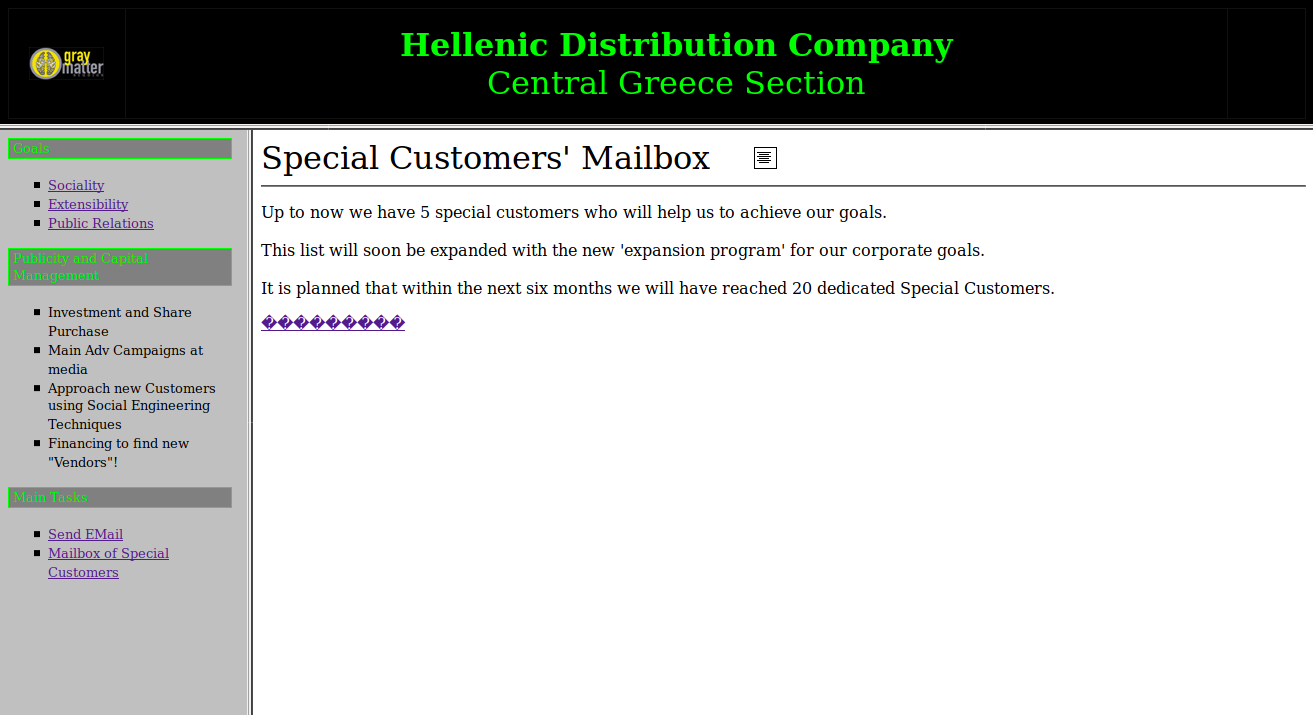 gray
matter
Hellenic Distribution Company
Central Greece Section
Goals
Sociality
Extensibility
Public Relations
Publicity and Capital
Management
Investment and Share
Purchase
Main Adv Campaigns at
media
Approach new Customers
using Social Engineering
Techniques
Financing to find new
"Vendors"!
Main Tasks
Send EMail
Mailbox of Special
Customers
Special Customers' Mailbox
Up to now we have 5 special customers who will help us to achieve our goals.
This list will soon be expanded with the new 'expansion program' for our corporate goals.
It is planned that within the next six months we will have reached 20 dedicated Special Customers.